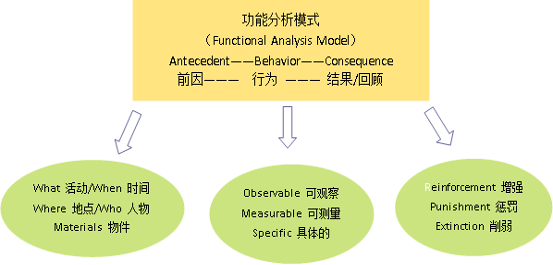 功能分析模式
（Functional Analysis Model）
Antecedent——Behavior——Consequence
前因——— 行为 ——— 结果/回顾
What 活动/When 时间
Where 地点/Who 人物
Materials 物件
Observable 可观察
Measurable 可测量
Specific 具体的
Reinforcement 增强
Punishment 惩罚
Extinction 削弱